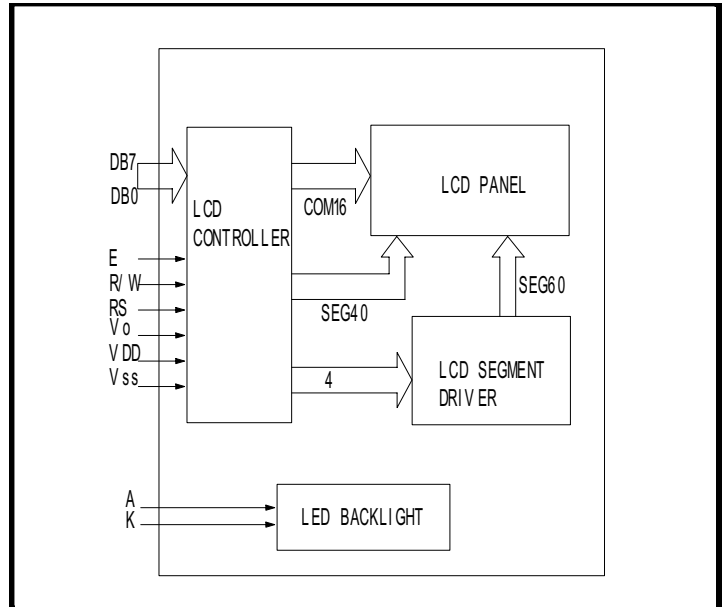 DB7
DB0
E
R/W
RS
Vo
VDD
Vss
LCD
CONTROLLER
COM16
SEG40
4
LCD PANEL
SEG60
LCD SEGMENT
DRIVER
A
K
LED BACKLIGHT